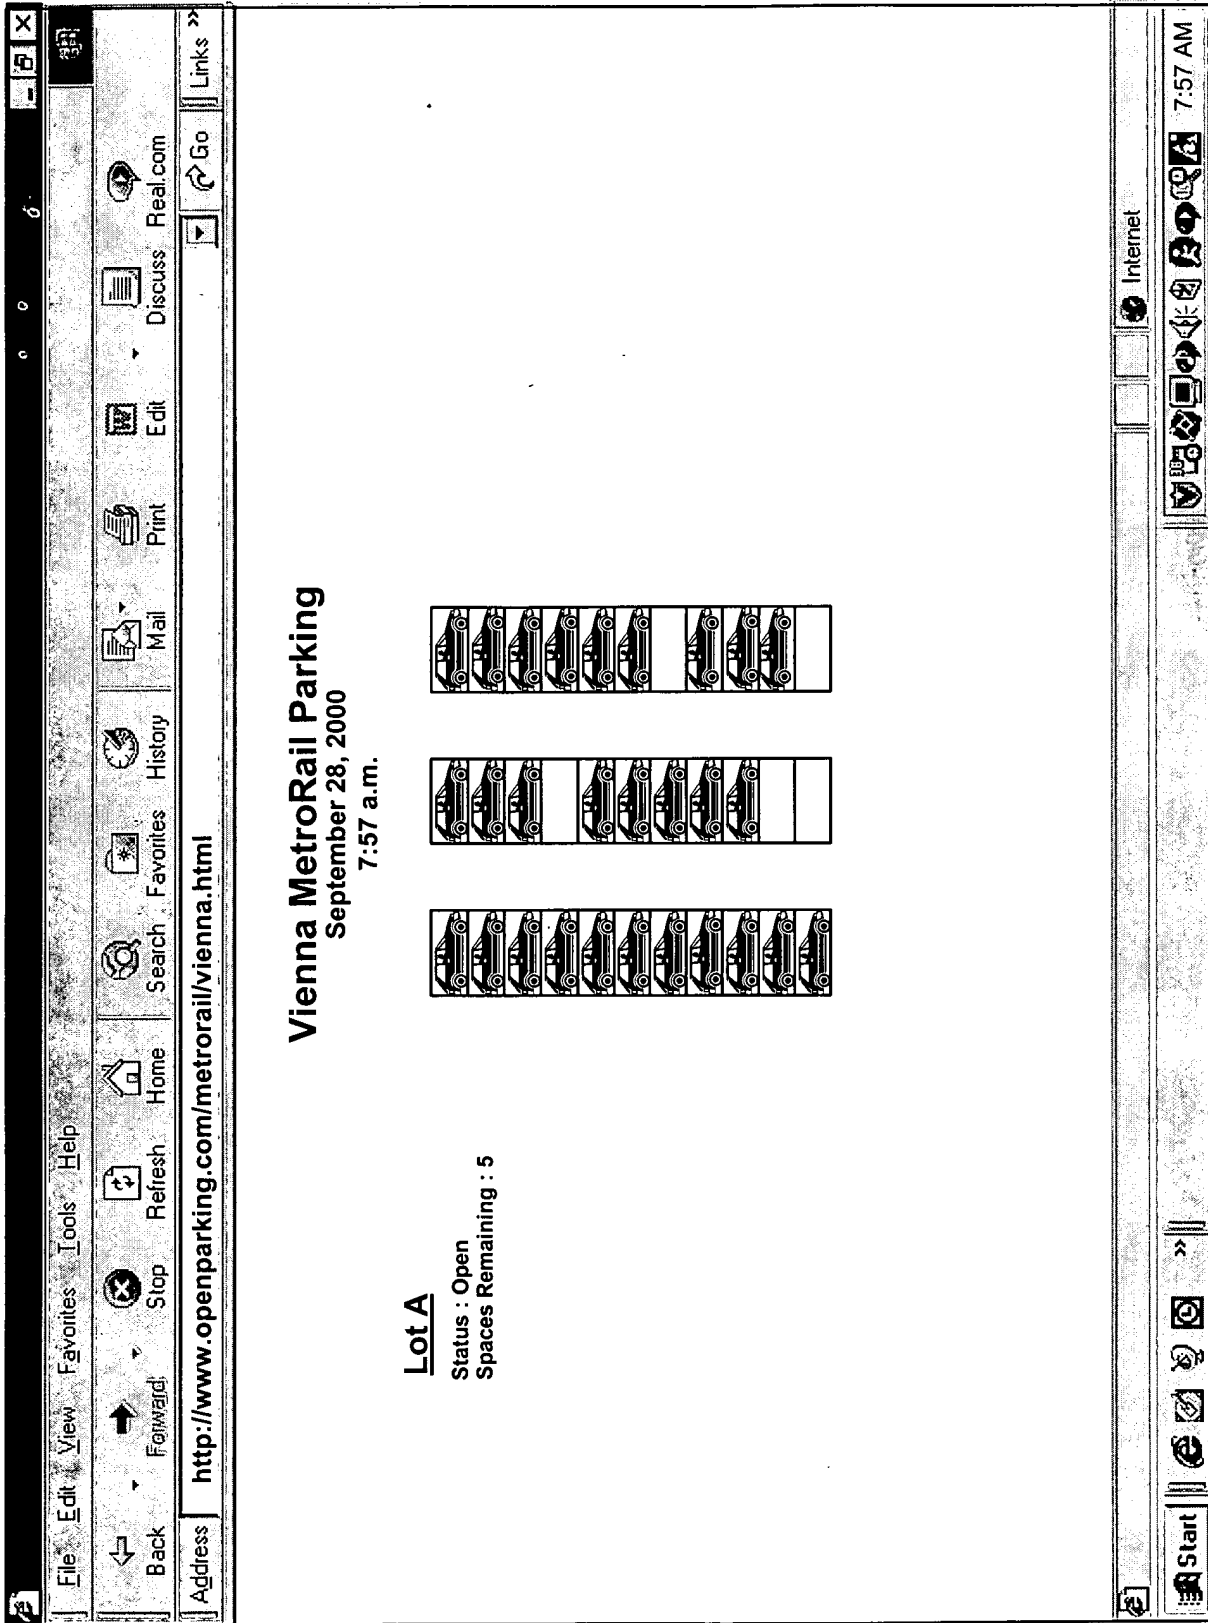 File Edit View Favorites Tools Help
Back Forward Stop Refresh Home Search Favorites History Mail Print Edit Discuss Real.com
Address http://www.openparking.com/metrorail/vienna.html Go Links »
Vienna MetroRail Parking
September 28, 2000
7:57 a.m.
Lot A
Status : Open
Spaces Remaining : 5
Internet
Start » 7:57 AM